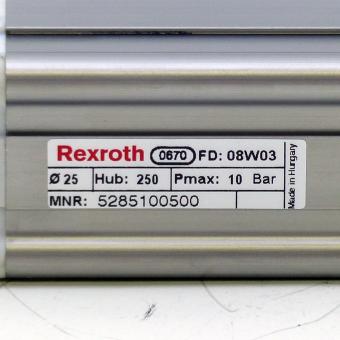 Rexroth 0670 FD: 08W03
Ø 25 Hub: 250 Pmax: 10 Bar
MNR: 5285100500
Made in Hungary